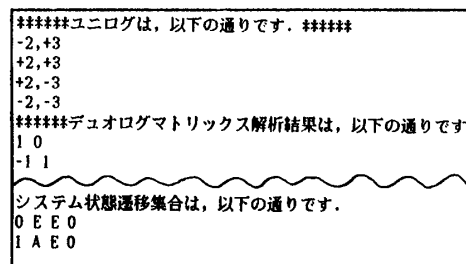 ######ユニログは，以下の通りです．######
-2,+3
+2,+3
+2,-3
-2,-3
######デュオログマトリックス解析結果は，以下の通りです
1 0
-1 1
システム状態遷移集合は，以下の通りです．
0 E E 0
1 A E 0